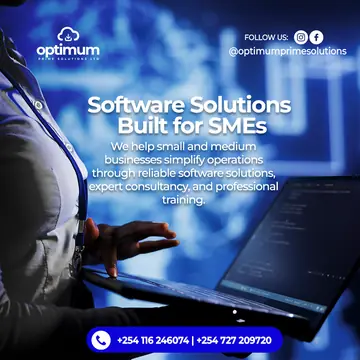 optimum
PRIME SOLUTIONS LTD
FOLLOW US:
@optimumprimesolutions
Software Solutions
Built for SMEs
We help small and medium
businesses simplify operations
through reliable software solutions,
expert consultancy, and professional
training.
+254 116 246074 | +254 727 209720